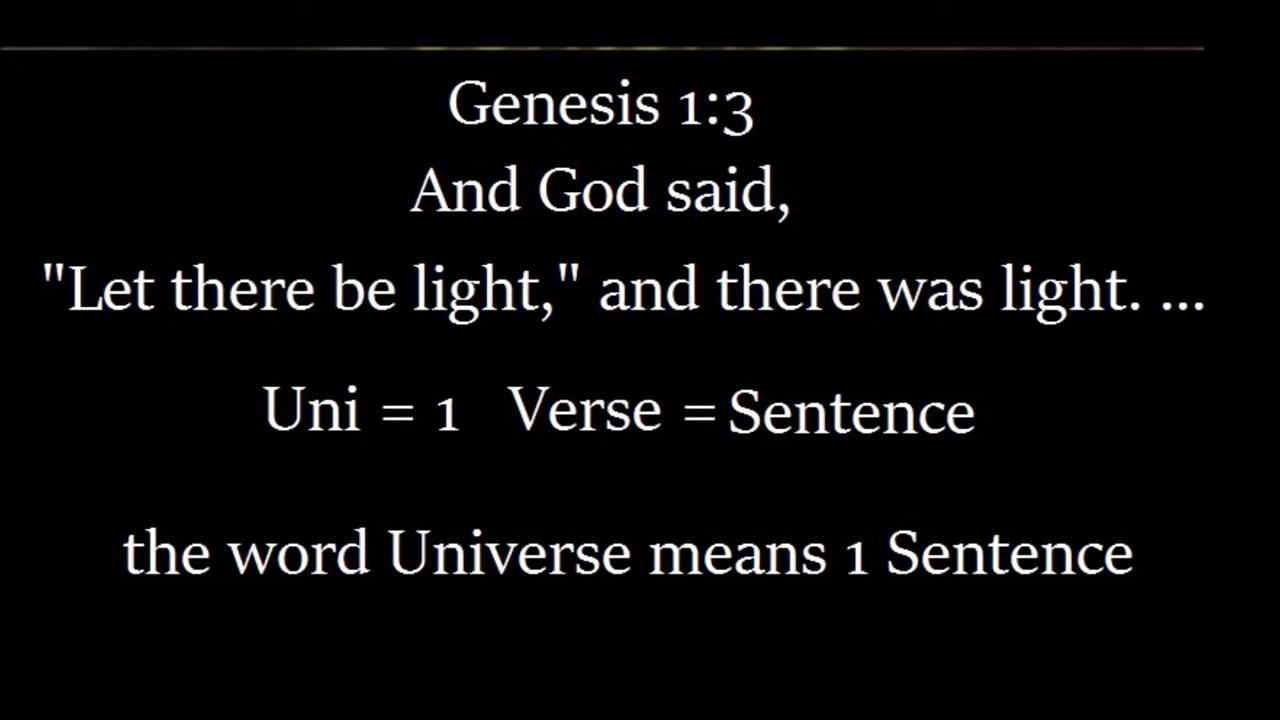 Genesis 1:3
And God said,
"Let there be light," and there was light. ...
Uni = 1 Verse = Sentence
the word Universe means 1 Sentence